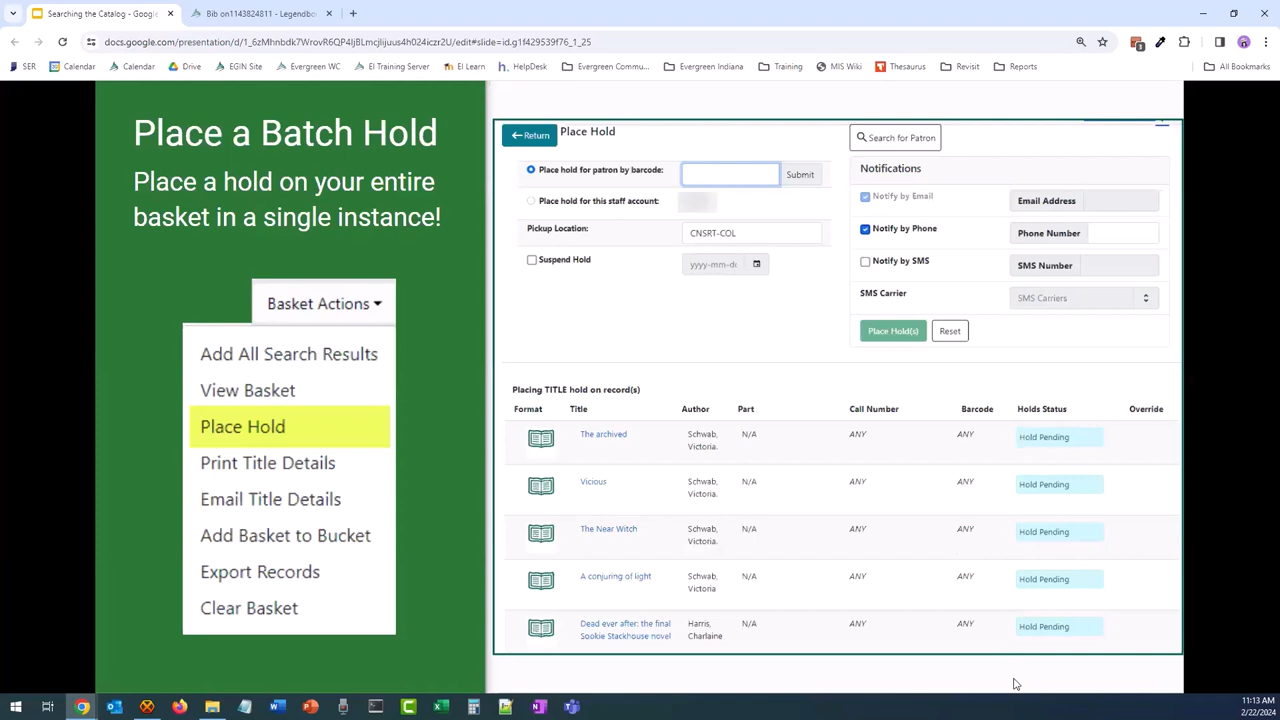 Searching the Catalog - Google
Bib on1143824811 - Legendbor
docs.google.com/presentation/d/1_6zMhnbdk7WrovR6QP4IjBLmcjlijuus4h024iczr2U/edit#slide=id.g1f429539f76_1_25
SER
Calendar
Calendar
Drive
EGIN Site
Evergreen WC
EI Training Server
EI Learn
HelpDesk
Evergreen Commu...
Evergreen Indiana
Training
MIS Wiki
Thesaurus
Revisit
Reports
All Bookmarks
Place a Batch Hold
Place a hold on your entire
basket in a single instance!
Basket Actions
Add All Search Results
View Basket
Place Hold
Print Title Details
Email Title Details
Add Basket to Bucket
Export Records
Clear Basket
Return Place Hold
Place hold for patron by barcode: Submit
Place hold for this staff account:
Pickup Location: CNSRT-COL
Suspend Hold yyyy-mm-dd
Search for Patron
Notifications
Notify by Email Email Address
Notify by Phone Phone Number
Notify by SMS SMS Number
SMS Carrier SMS Carriers
Place Hold(s) Reset
Placing TITLE hold on record(s)
Format Title Author Part Call Number Barcode Holds Status Override
The archived Schwab, N/A ANY ANY Hold Pending
Victoria.
Vicious Schwab, N/A ANY ANY Hold Pending
Victoria.
The Near Witch Schwab, N/A ANY ANY Hold Pending
Victoria.
A conjuring of light Schwab, N/A ANY ANY Hold Pending
Victoria
Dead ever after: the final Harris, N/A ANY ANY Hold Pending
Sookie Stackhouse novel Charlaine
11:13 AM
2/22/2024